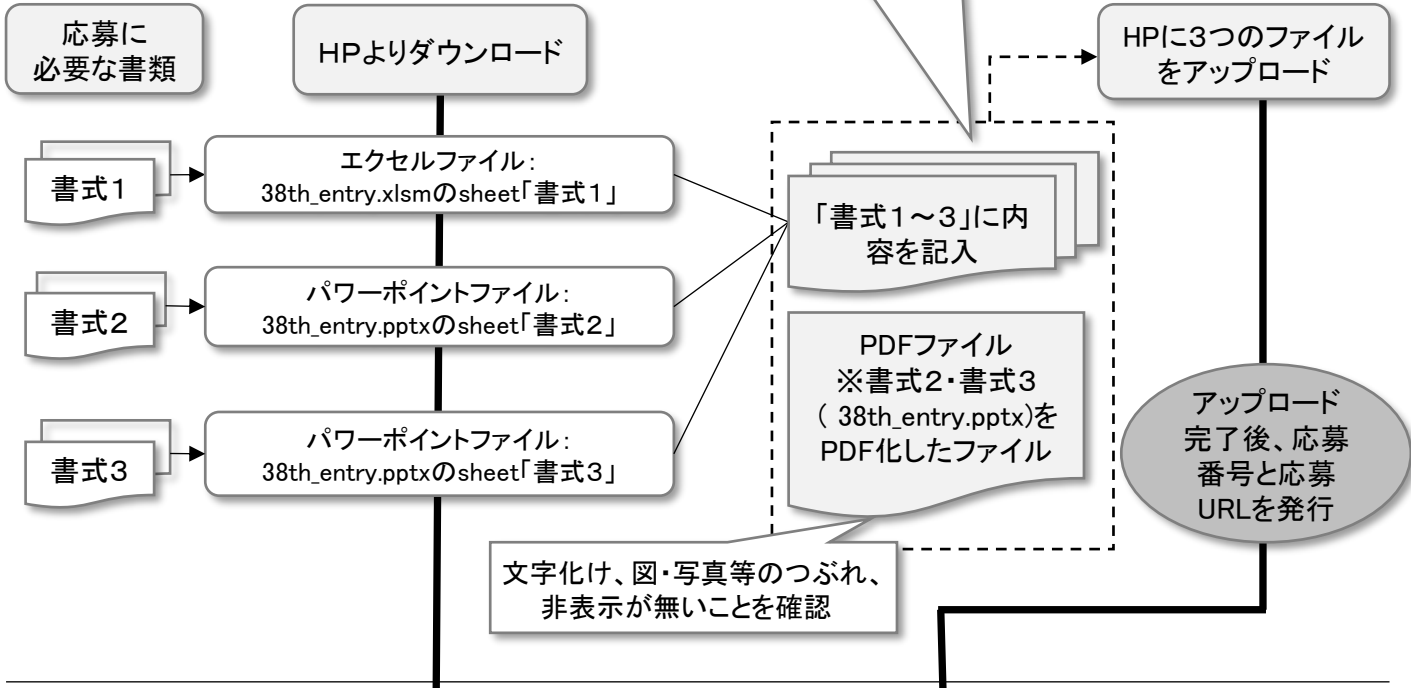 応募に
必要な書類
HPよりダウンロード
HPに3つのファイル
をアップロード
書式1
エクセルファイル:
38th_entry.xlsmのsheet「書式1」
書式2
パワーポイントファイル:
38th_entry.pptxのsheet「書式2」
書式3
パワーポイントファイル:
38th_entry.pptxのsheet「書式3」
「書式1~3」に内
容を記入
PDFファイル
※書式2・書式3
( 38th_entry.pptx)を
PDF化したファイル
文字化け、図・写真等のつぶれ、
非表示が無いことを確認
アップロード
完了後、応募
番号と応募
URLを発行